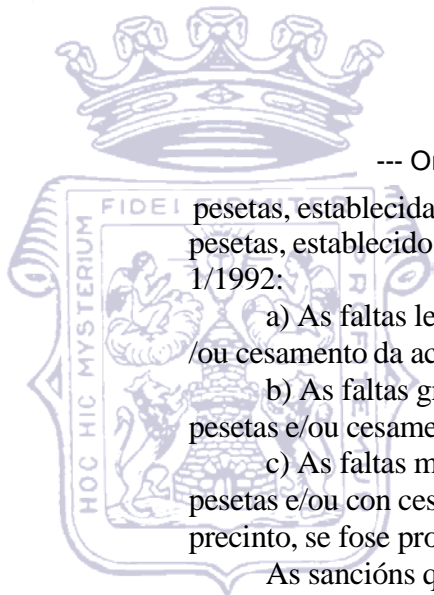 --- Or
pesetas, establecida
pesetas, establecido
1/1992:
a) As faltas le
/ou cesamento da ac
b) As faltas gr
pesetas e/ou cesame
c) As faltas m
pesetas e/ou con ces
precinto, se fose pro
As sancións q
HOC HIC MYSTERIUM
FIDEI